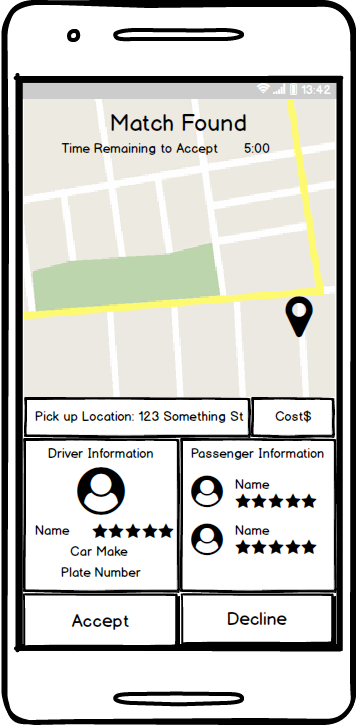 13:42
Match Found
Time Remaining to Accept 5:00
Pick up Location: 123 Something St
Cost$
Driver Information
Name
Car Make
Plate Number
Passenger Information
Name
Name
Accept
Decline